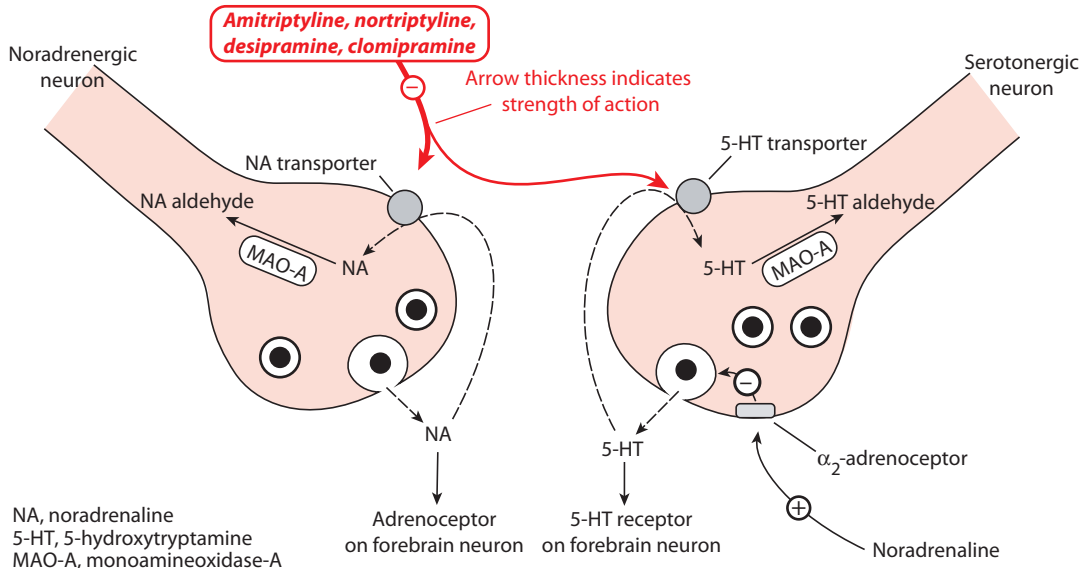 Amitriptyline, nortriptyline,
desipramine, clomipramine
Noradrenergic
neuron
Serotonergic
neuron
−
Arrow thickness indicates
strength of action
NA transporter
5-HT transporter
NA aldehyde
5-HT aldehyde
MAO-A
NA
5-HT
MAO-A
−
NA
5-HT
α2-adrenoceptor
+
Adrenoceptor
on forebrain neuron
5-HT receptor
on forebrain neuron
Noradrenaline
NA, noradrenaline
5-HT, 5-hydroxytryptamine
MAO-A, monoamineoxidase-A